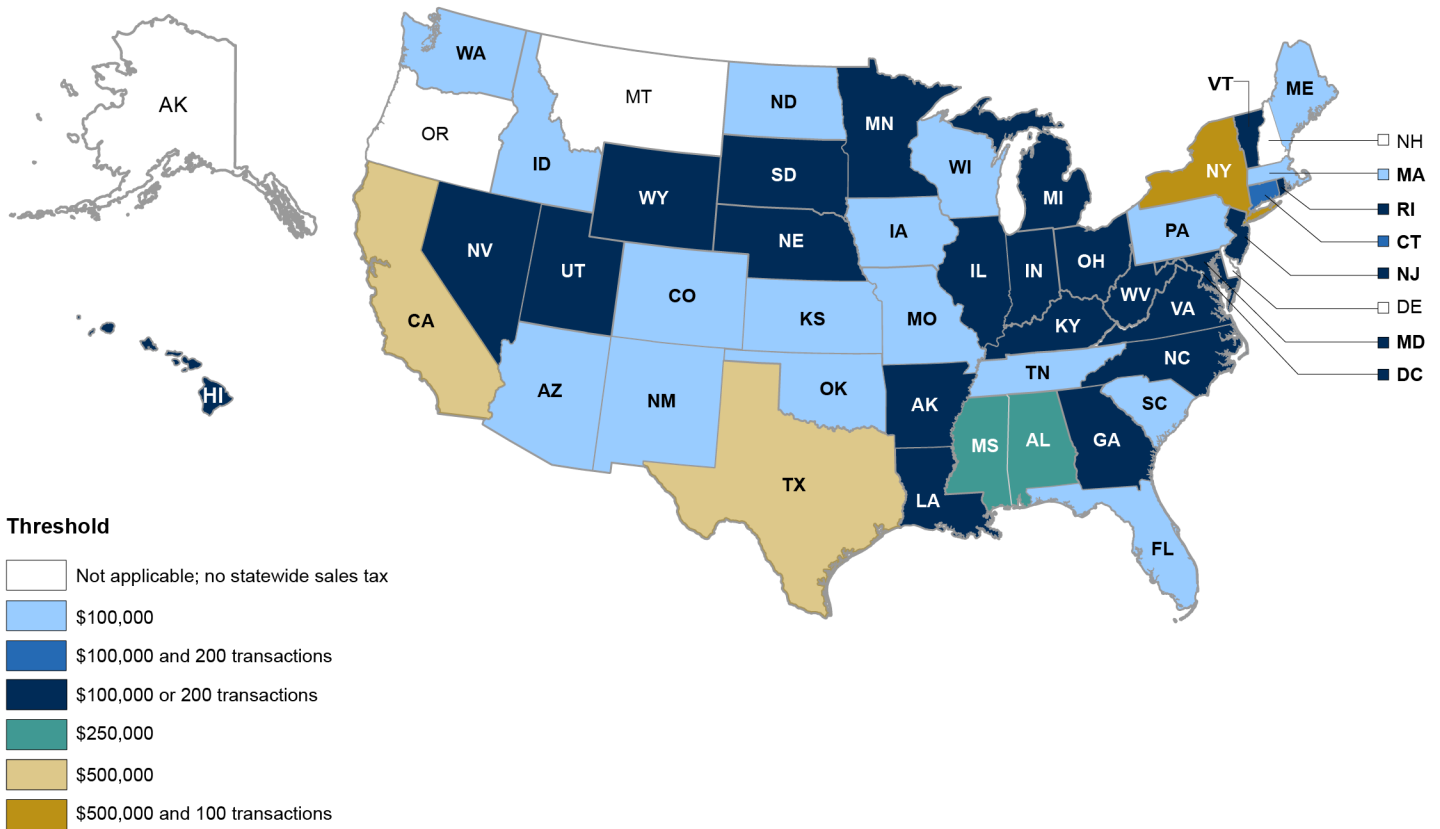 AK
WA
MT
ND
MN
VT
ME
OR
ID
WY
SD
WI
MI
NY
NH
MA
RI
CT
NJ
DE
MD
DC
NV
UT
NE
IA
IL
IN
OH
PA
CA
CO
KS
MO
KY
WV
VA
HI
AZ
NM
OK
AK
TN
NC
SC
TX
LA
MS
AL
GA
FL
Threshold
Not applicable; no statewide sales tax
$100,000
$100,000 and 200 transactions
$100,000 or 200 transactions
$250,000
$500,000
$500,000 and 100 transactions